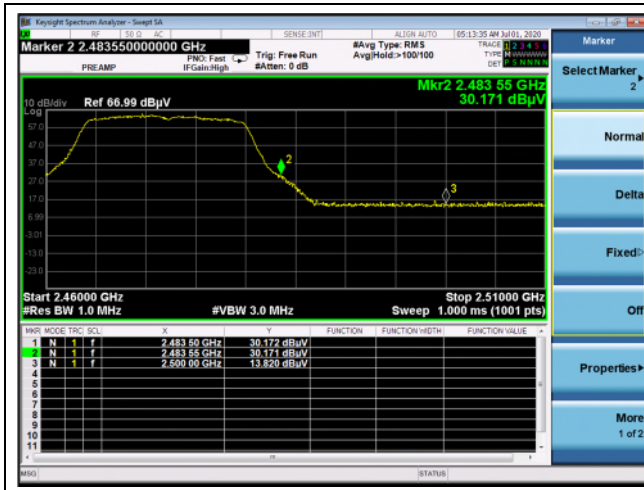 Keysight Spectrum Analyzer - Swept SA
RF 50 Ω AC SENSE:INT ALIGN AUTO 05:13:35 AM Jul 01, 2020
Marker 2 2.483550000000 GHz
PREAMP
PNO: Fast
IFGain:High
Trig: Free Run
#Atten: 0 dB
#Avg Type: RMS
Avg|Hold:>100/100
TRACE 1 2 3 4 5 6
TYPE M WWWWW
DET P S N N N N
Mkr2 2.483 55 GHz
30.171 dBµV
10 dB/div Ref 66.99 dBµV
Log
57.0
47.0
37.0
27.0
17.0
6.99
-3.01
-13.0
-23.0
2
3
Start 2.46000 GHz Stop 2.51000 GHz
#Res BW 1.0 MHz #VBW 3.0 MHz Sweep 1.000 ms (1001 pts)
MKR MODE TRC SCL X Y FUNCTION FUNCTION WIDTH FUNCTION VALUE
1 N 1 f 2.483 50 GHz 30.172 dBµV
2 N 1 f 2.483 55 GHz 30.171 dBµV
3 N 1 f 2.500 00 GHz 13.820 dBµV
4
5
6
7
8
9
10
11
MSG STATUS
Marker
Select Marker
2
Normal
Delta
Fixed
Off
Properties
More
1 of 2